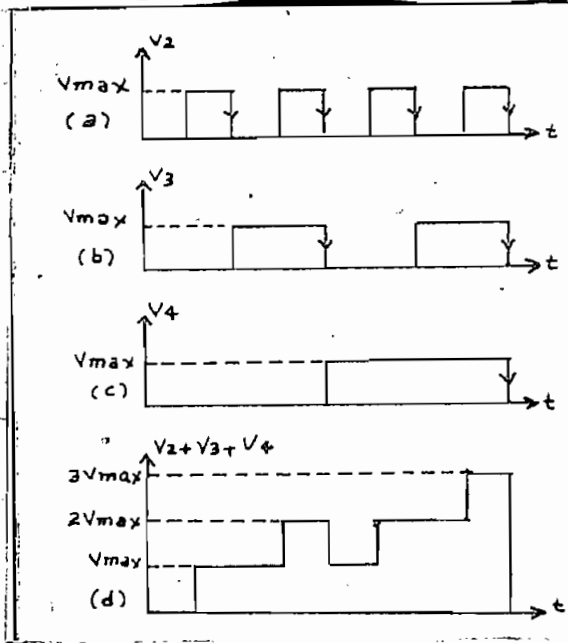 V2
Vmax
(a)
t
V3
Vmax
(b)
t
V4
Vmax
(c)
t
V2+V3+V4
3Vmax
2Vmax
Vmax
(d)
t